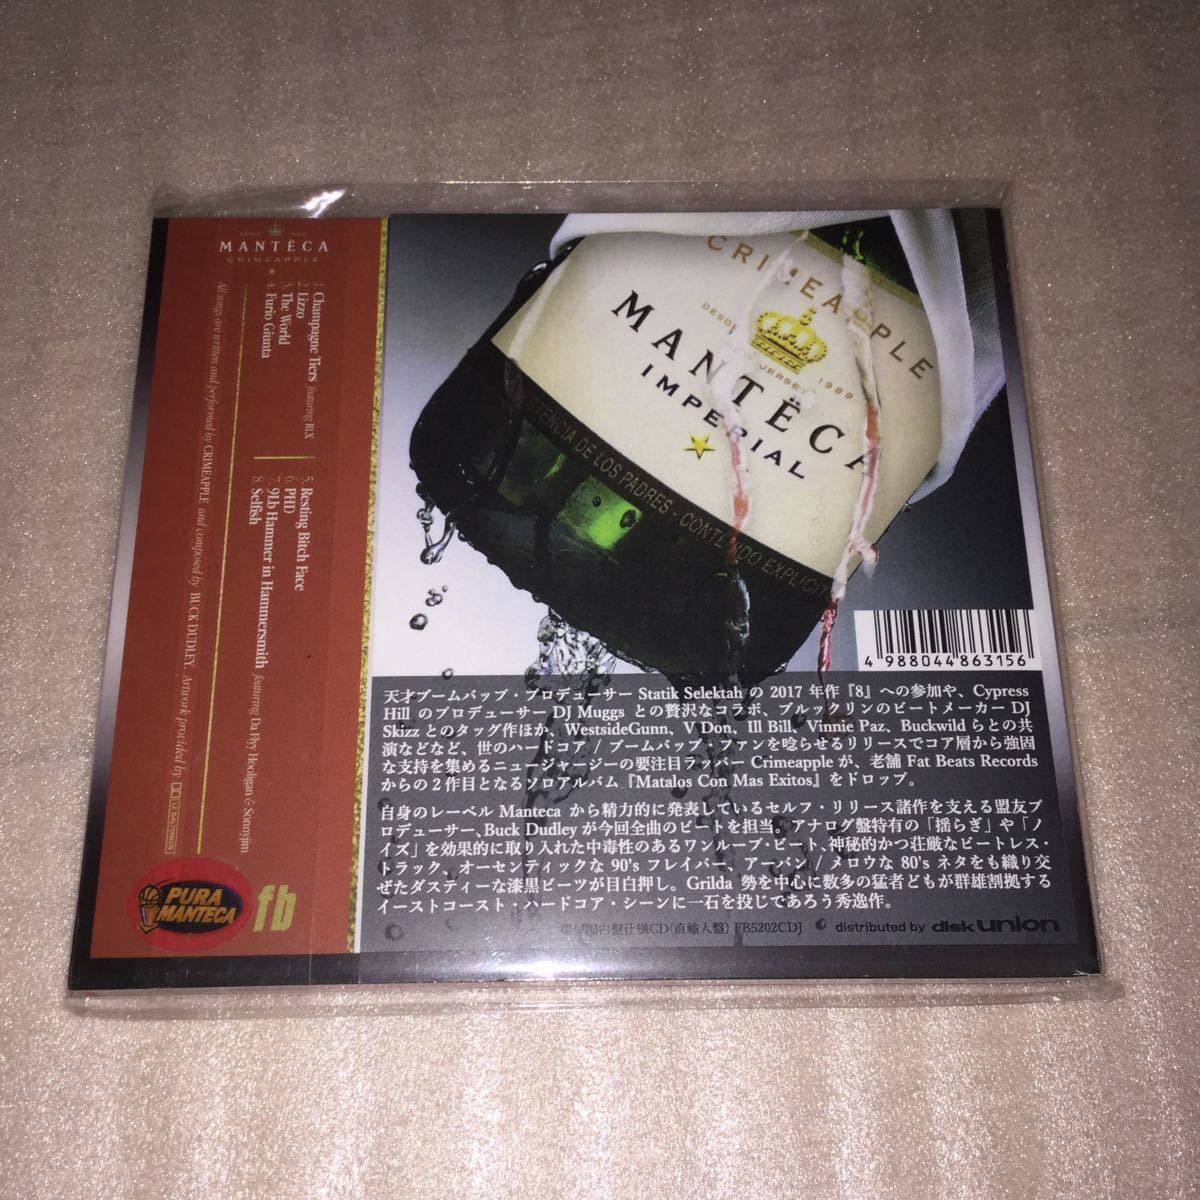 MANTËCA
CRIMEAPPLE
1. Champagne Tiers featuring RLX
2. Lizzo
3. The World
4. Furio Giunta
5. Resting Bitch Face
6. PHD
7. 9Lb Hammer in Hammersmith featuring Da Flyy Hooligan & Sonnyjim
8. Selfish
All songs are written and performed by CRIMEAPPLE and composed by BUCK DUDLEY. Artwork provided by
PURA
MANTECA
fb
CRIMEAPPLE
1989
MANTËCA
IMPERIAL
DE LOS PADRES - CONTENIDO EXPLICIT
4 988044 863156
天才ブームバップ・プロデューサー Statik Selektah の 2017 年作『8』への参加や、Cypress
Hill のプロデューサー DJ Muggs との贅沢なコラボ、ブルックリンのビートメーカー DJ
Skizz とのタッグ作ほか、WestsideGunn、V Don、Ill Bill、Vinnie Paz、Buckwild らとの共
演などなど、世のハードコア / ブームバップ・ファンを唸らせるリリースでコア層から強固
な支持を集めるニュージャージーの要注目ラッパー Crimeapple が、老舗 Fat Beats Records
からの 2 作目となるソロアルバム『Matalos Con Mas Exitos』をドロップ。
自身のレーベル Manteca から精力的に発表しているセルフ・リリース諸作を支える盟友プ
ロデューサー、Buck Dudley が今回全曲のビートを担当。アナログ盤特有の「揺らぎ」や「ノ
イズ」を効果的に取り入れた中毒性のあるワンループ・ビート、神秘的かつ荘厳なビートレス・
トラック、オーセンティックな 90's フレイバー、アーバン / メロウな 80's ネタをも織り交
ぜたダスティーな漆黒ビーツが目白押し。Grilda 勢を中心に数多の猛者どもが群雄割拠する
イーストコースト・ハードコア・シーンに一石を投じであろう秀逸作。
国内盤仕様CD(直輸入盤) FB5202CDJ distributed by disk union